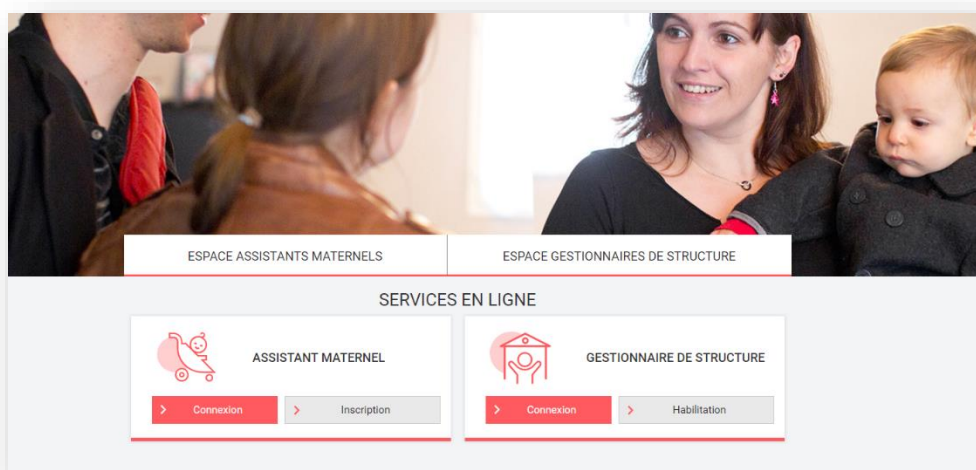 ESPACE ASSISTANTS MATERNELS
ESPACE GESTIONNAIRES DE STRUCTURE
SERVICES EN LIGNE
ASSISTANT MATERNEL
Connexion
Inscription
GESTIONNAIRE DE STRUCTURE
Connexion
Habilitation